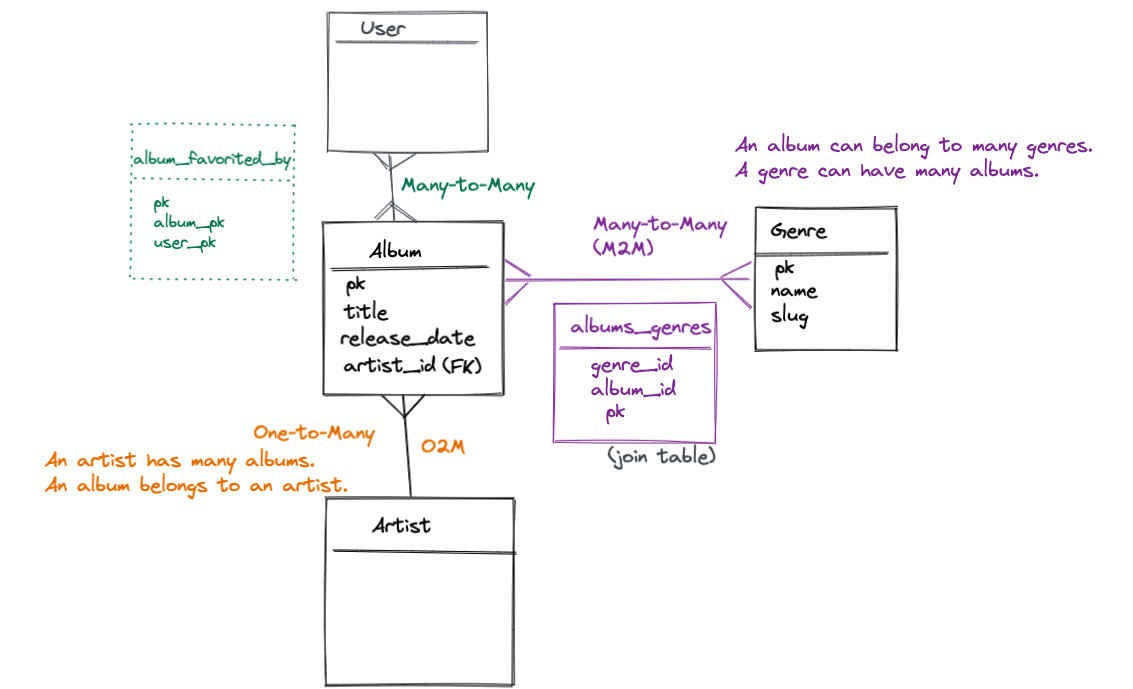 User
album_favorited_by
pk
album_pk
user_pk
Many-to-Many
An album can belong to many genres.
A genre can have many albums.
Album
pk
title
release_date
artist_id (FK)
Many-to-Many
(M2M)
Genre
pk
name
slug
albums_genres
genre_id
album_id
pk
(join table)
One-to-Many
O2M
An artist has many albums.
An album belongs to an artist.
Artist